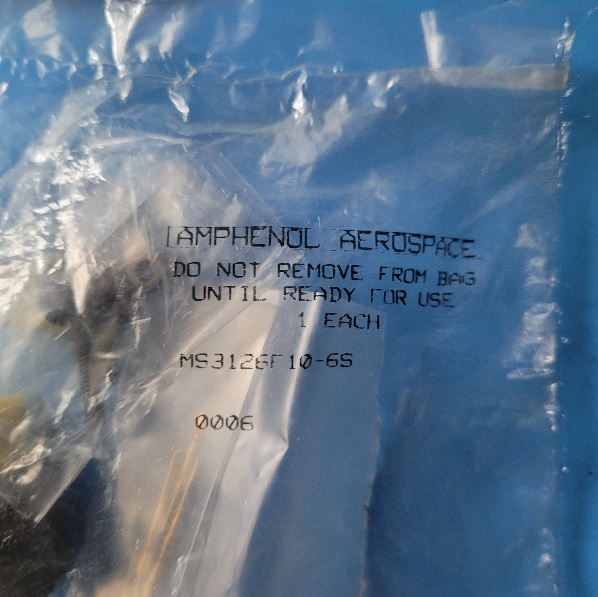 AMPHENOL AEROSPACE
DO NOT REMOVE FROM BAG
UNTIL READY FOR USE
1 EACH
MS3126F10-6S
0006